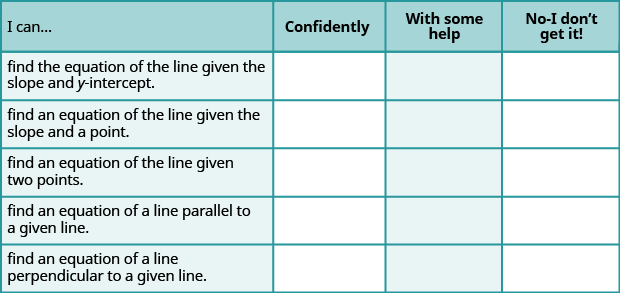 I can...
Confidently
With some
help
No-I don't
get it!
find the equation of the line given the
slope and y-intercept.
find an equation of the line given the
slope and a point.
find an equation of the line given
two points.
find an equation of a line parallel to
a given line.
find an equation of a line
perpendicular to a given line.